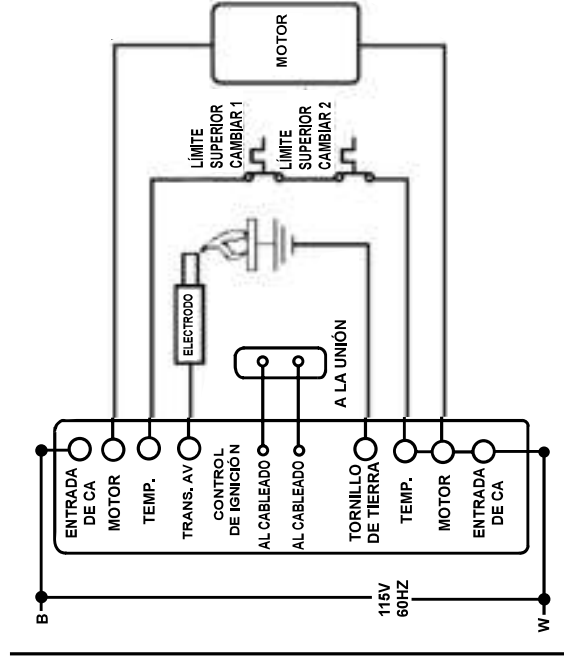 MOTOR
LÍMITE
SUPERIOR
CAMBIAR 1
LÍMITE
SUPERIOR
CAMBIAR 2
ELECTRODO
A LA UNIÓN
ENTRADA
DE CA
MOTOR
TEMP.
TRANS. AV
CONTROL
DE IGNICIÓN
AL CABLEADO
AL CABLEADO
TORNILLO
DE TIERRA
TEMP.
MOTOR
ENTRADA
DE CA
B
115V
60HZ
W